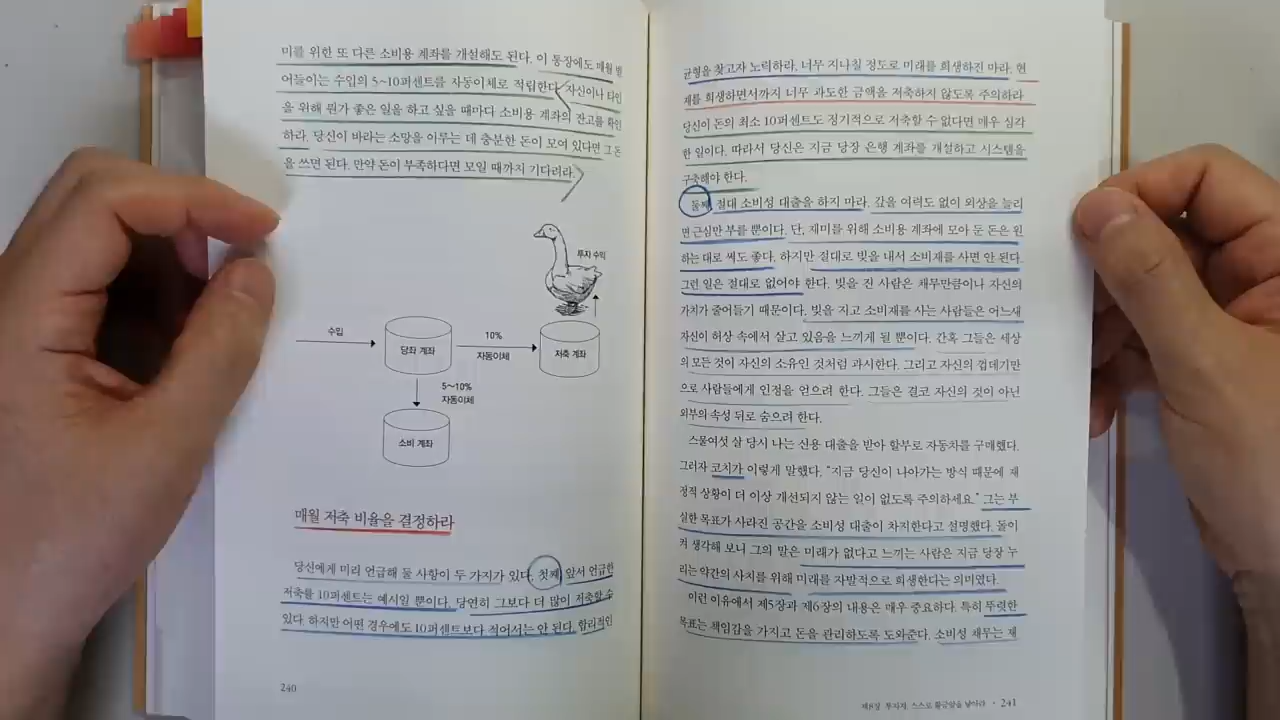 미를 위한 또 다른 소비용 계좌를 개설해도 된다. 이 통장에도 매월 벌
어들이는 수입의 5~10퍼센트를 자동이체로 적립한다. 자신이나 타인
을 위해 뭔가 좋은 일을 하고 싶을 때마다 소비용 계좌의 잔고를 확인
하라. 당신이 바라는 소망을 이루는 데 충분한 돈이 모여 있다면 그 돈
을 쓰면 된다. 만약 돈이 부족하다면 모일 때까지 기다리라.
투자 수익
수입
당좌 계좌
10%
자동이체
저축 계좌
5~10%
자동이체
소비 계좌
매월 저축 비율을 결정하라
당신에게 미리 언급해 둘 사항이 두 가지가 있다. 첫째, 앞서 언급한
저축률 10퍼센트는 예시일 뿐이다. 당연히 그보다 더 많이 저축할 수
있다. 하지만 어떤 경우에도 10퍼센트보다 적어서는 안 된다. 합리적인
240
균형을 찾고자 노력하라. 너무 지나칠 정도로 미래를 희생하진 마라. 현
재를 희생하면서까지 너무 과도한 금액을 저축하지 않도록 주의하라.
당신이 돈의 최소 10퍼센트도 정기적으로 저축할 수 없다면 매우 심각
한 일이다. 따라서 당신은 지금 당장 은행 계좌를 개설하고 시스템을
구축해야 한다.
둘째, 절대 소비성 대출을 하지 마라. 갚을 여력도 없이 외상을 늘리
면 근심만 부를 뿐이다. 단, 재미를 위해 소비용 계좌에 모아 둔 돈은 원
하는 대로 써도 좋다. 하지만 절대로 빚을 내서 소비재를 사면 안 된다.
그런 일은 절대로 없어야 한다. 빚을 진 사람은 채무만큼이나 자신의
가치가 줄어들기 때문이다. 빚을 지고 소비재를 사는 사람들은 어느새
자신이 허상 속에서 살고 있음을 느끼게 될 뿐이다. 간혹 그들은 세상
의 모든 것이 자신의 소유인 것처럼 과시한다. 그리고 자신의 껍데기만
으로 사람들에게 인정을 얻으려 한다. 그들은 결코 자신의 것이 아닌
외부의 속성 뒤로 숨으려 한다.
스물여섯 살 당시 나는 신용 대출을 받아 할부로 자동차를 구매했다.
그러자 코치가 이렇게 말했다. "지금 당신이 나아가는 방식 때문에 재
정적 상황이 더 이상 개선되지 않는 일이 없도록 주의하세요." 그는 부
실한 목표가 사라진 공간을 소비성 대출이 차지한다고 설명했다. 돌이
켜 생각해 보니 그의 말은 미래가 없다고 느끼는 사람은 지금 당장 누
리는 약간의 사치를 위해 미래를 자발적으로 희생한다는 의미였다.
이런 이유에서 제5장과 제6장의 내용은 매우 중요하다. 특히 뚜렷한
목표는 책임감을 가지고 돈을 관리하도록 도와준다. 소비성 채무는 재
제8장 투자자, 스스로 황금알을 낳아라 • 241